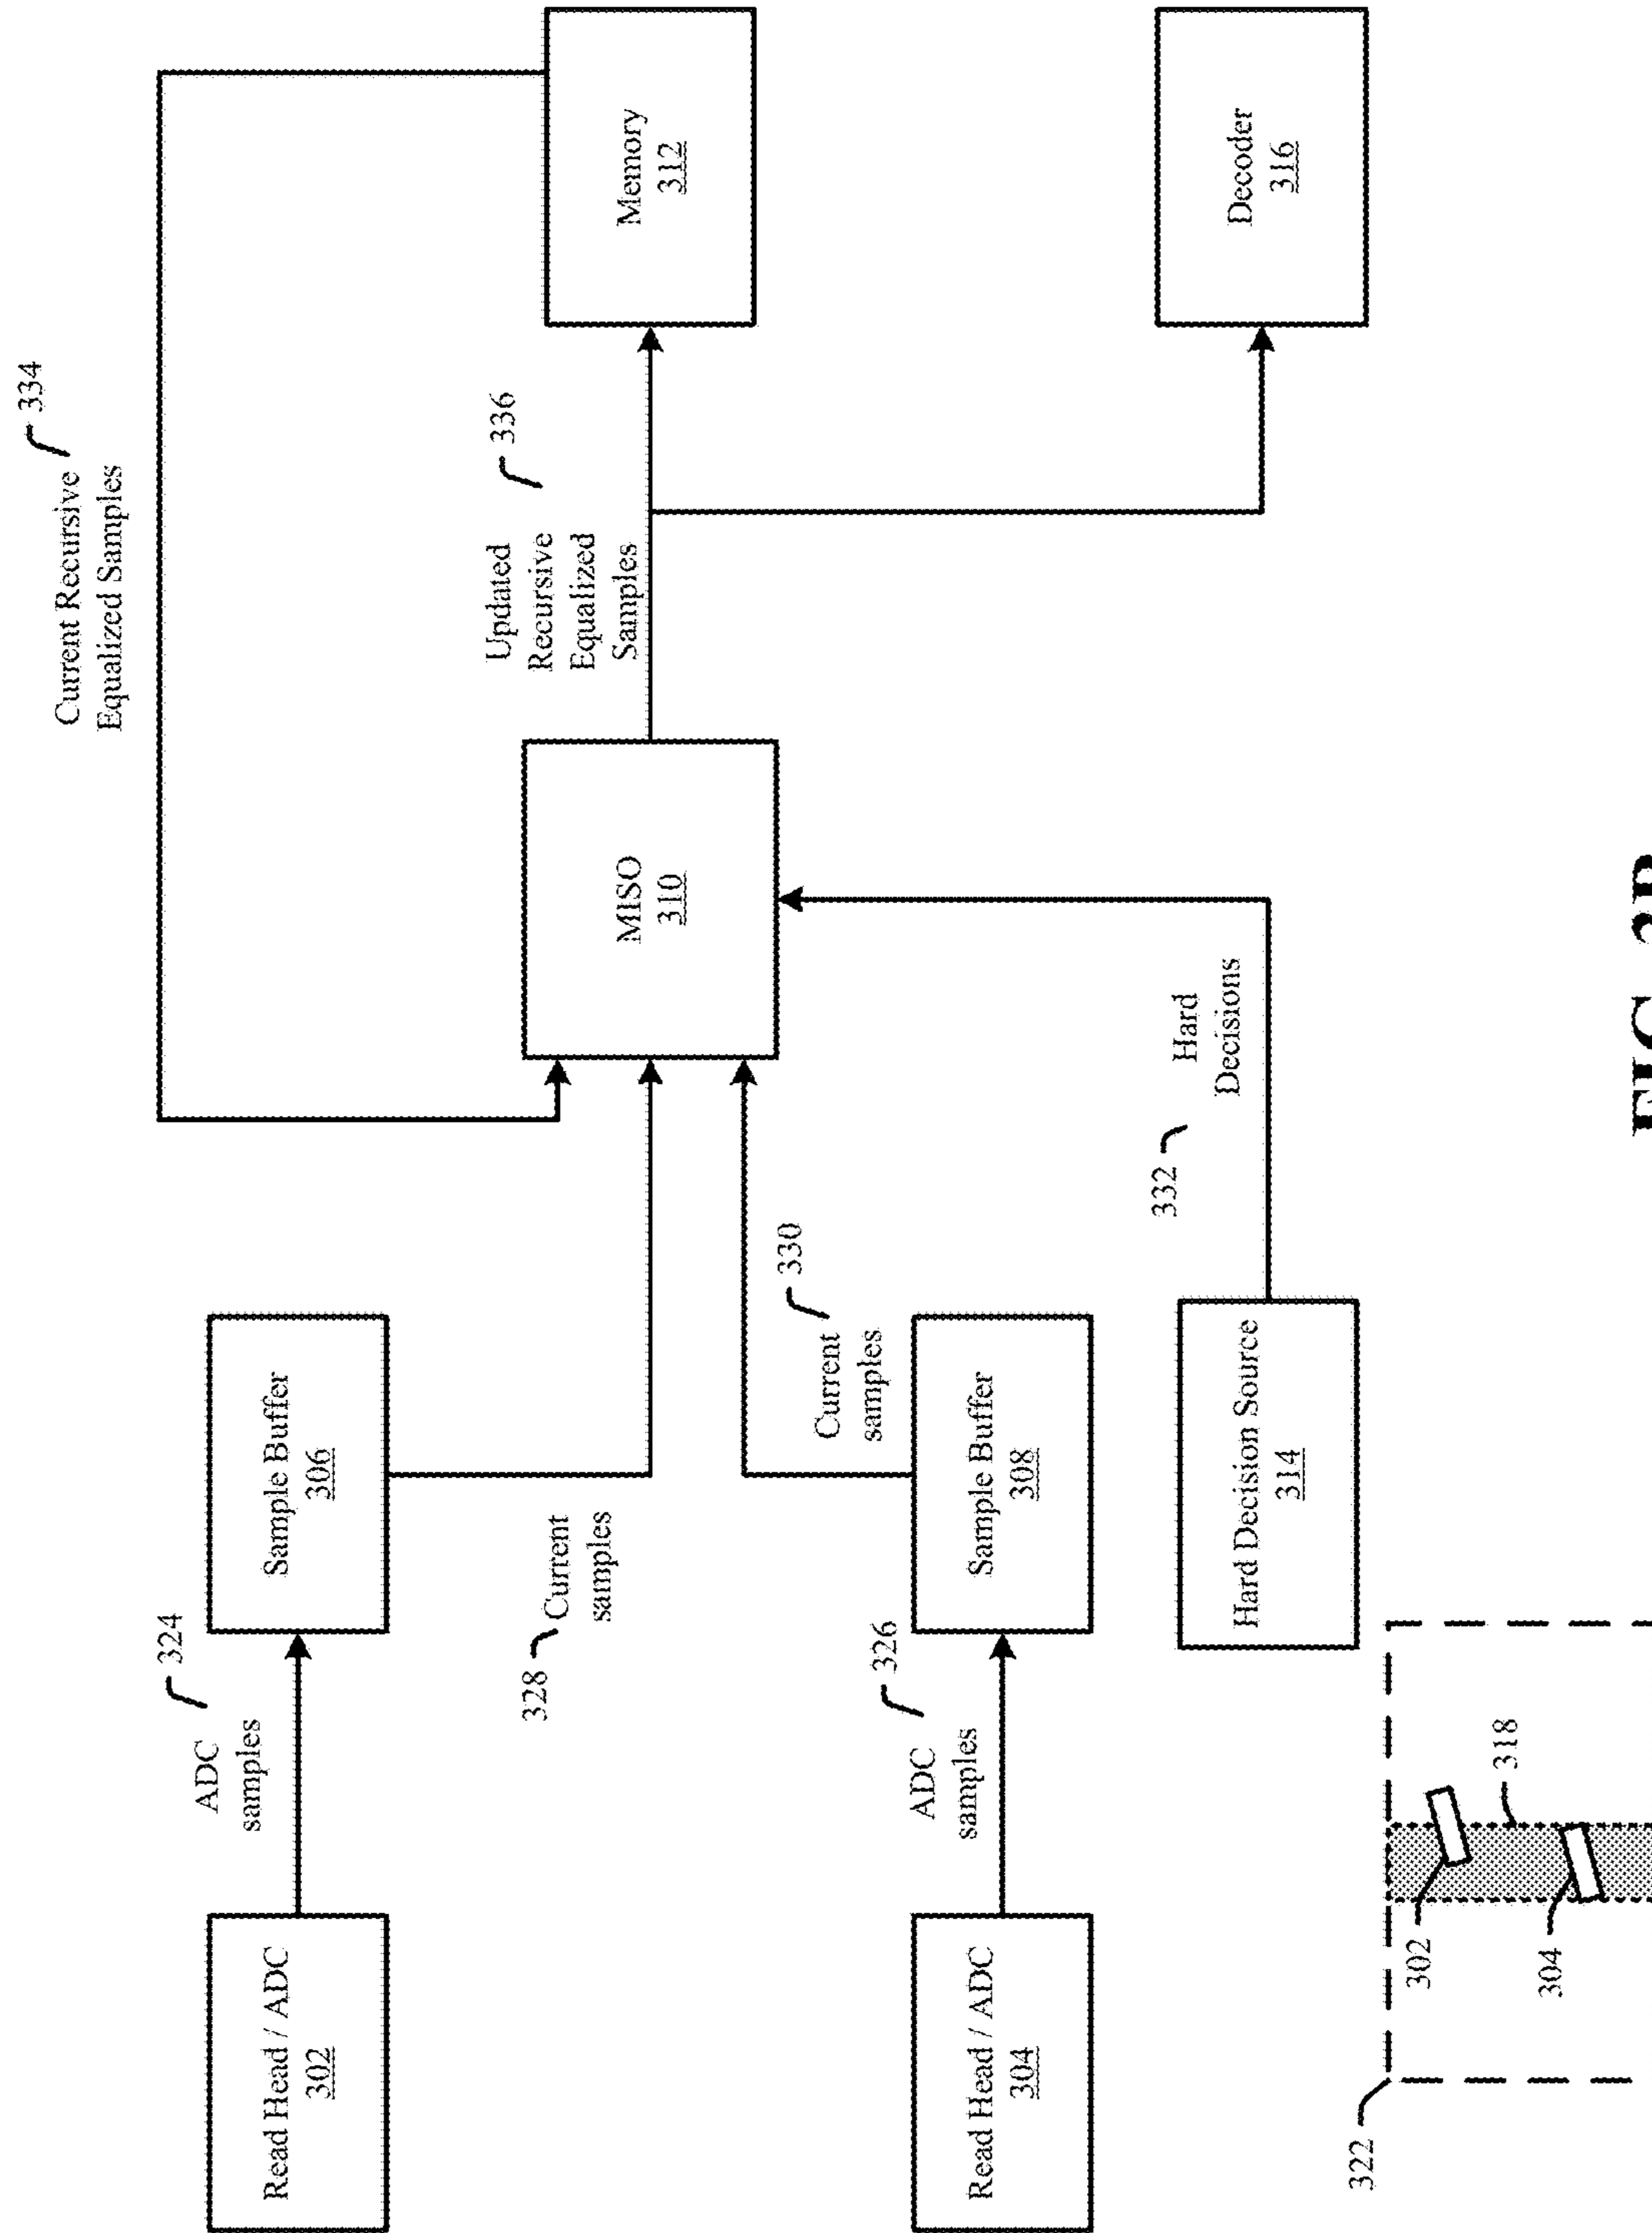 334
Current Recursive
Equalized Samples
324
ADC
samples
Read Head / ADC
302
Sample Buffer
306
328
Current
samples
MISO
310
Updated
Recursive
Equalized
Samples
336
Memory
312
326
ADC
samples
Read Head / ADC
304
Sample Buffer
308
330
Current
samples
332
Hard
Decisions
Hard Decision Source
314
Decoder
316
322
302
304
318